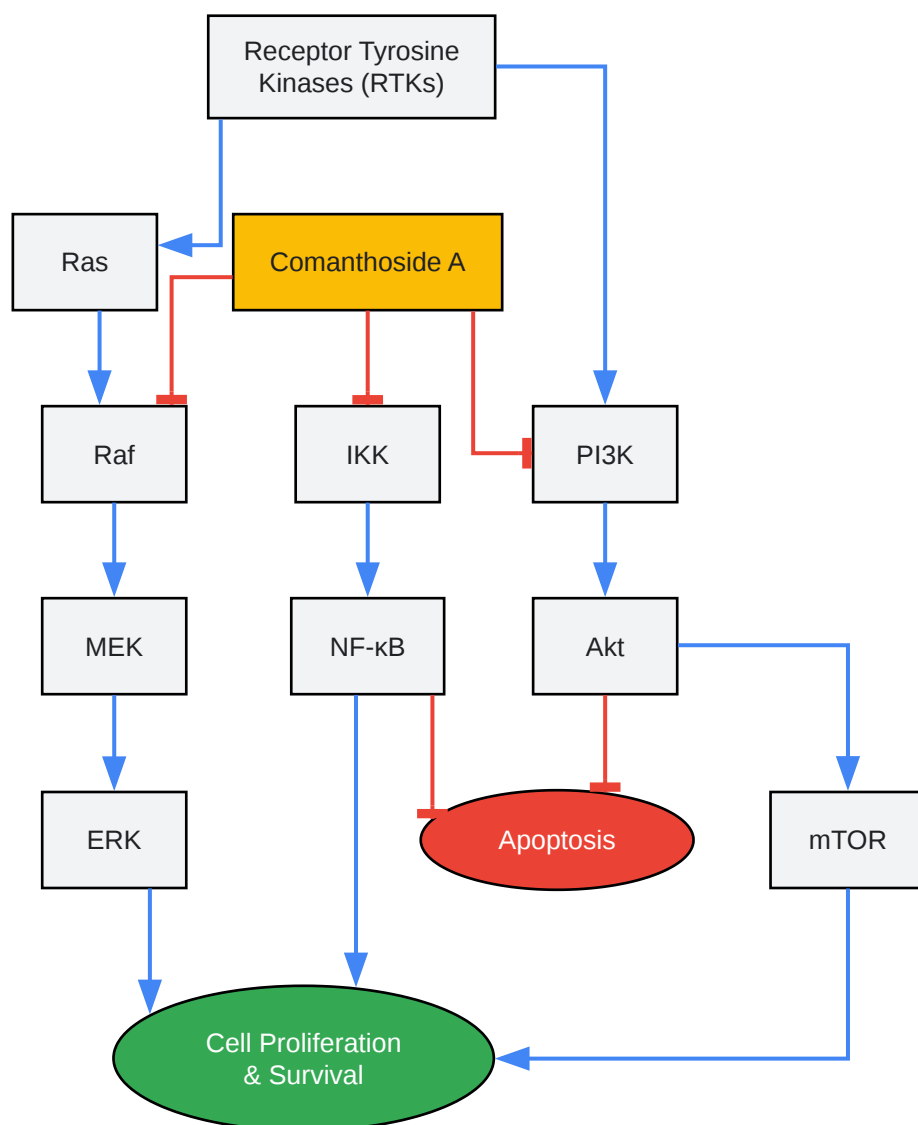 Receptor Tyrosine
Kinases (RTKs)
Ras
Comanthoside A
Raf
IKK
PI3K
MEK
NF-κB
Akt
ERK
Apoptosis
mTOR
Cell Proliferation
& Survival